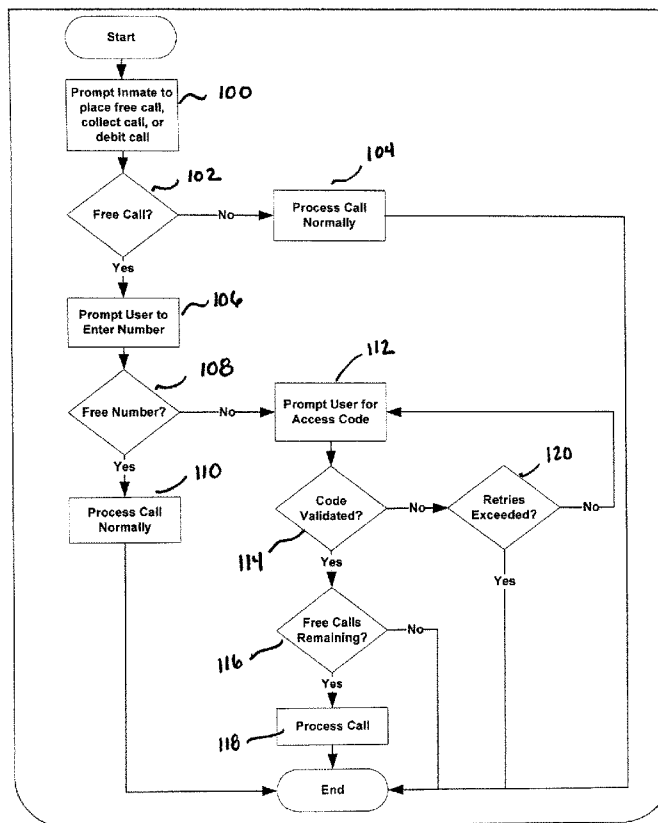 Start
Prompt Inmate to
place free call,
collect call, or
debit call
100
102
104
Free Call?
No
Process Call
Normally
Yes
106
Prompt User to
Enter Number
108
112
Free Number?
No
Prompt User for
Access Code
Yes
110
120
Process Call
Normally
Code
Validated?
No
Retries
Exceeded?
No
114
Yes
Yes
Free Calls
Remaining?
No
116
Yes
Process Call
118
End